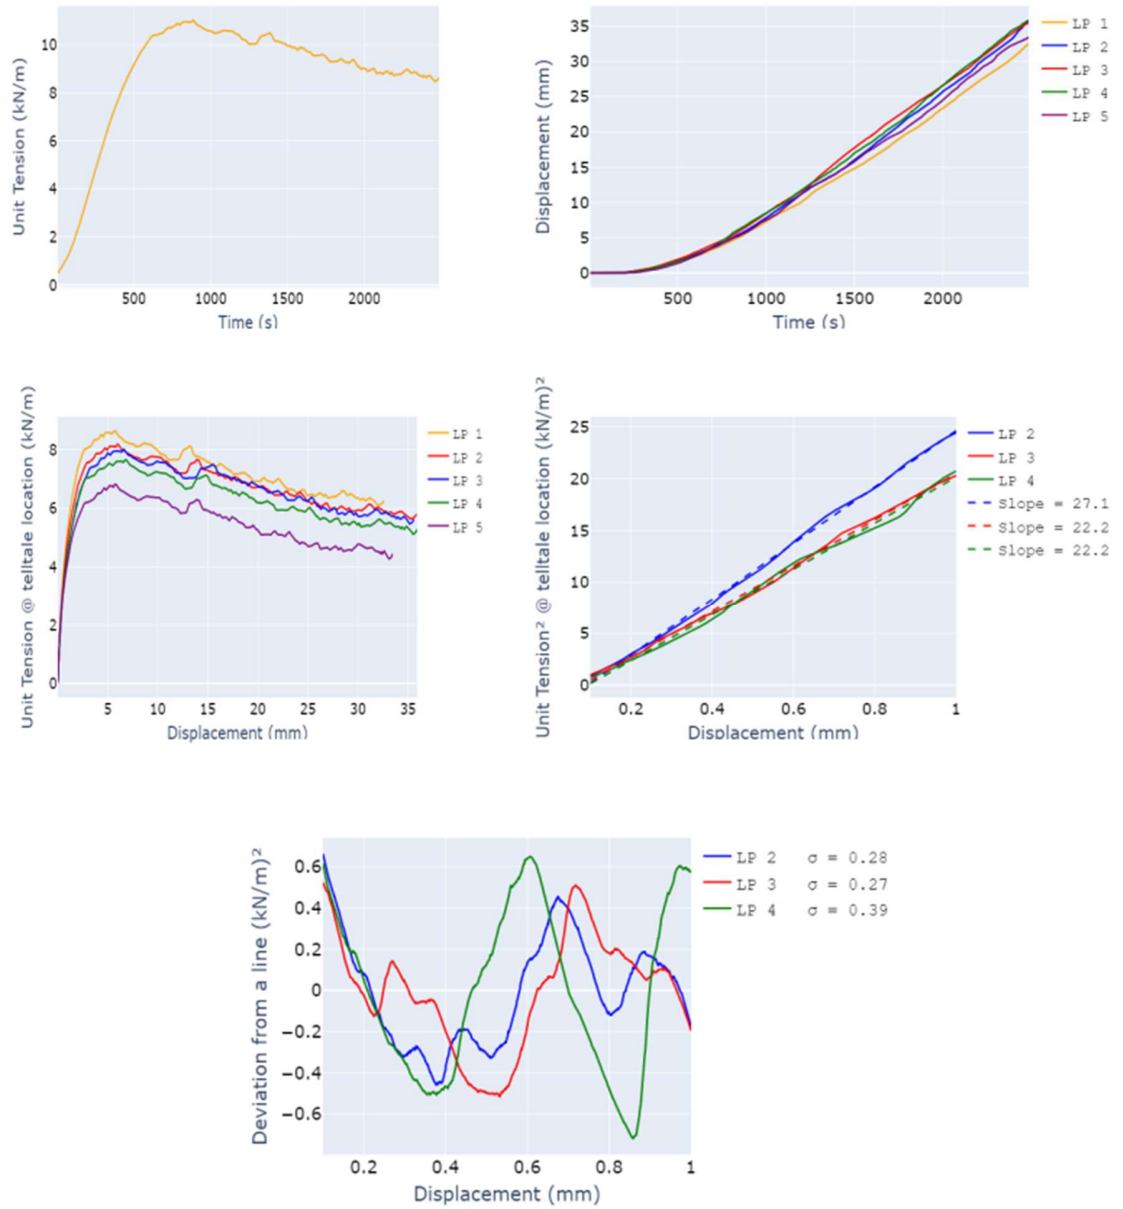 Unit Tension (kN/m)
10
8
6
4
2
0
500 1000 1500 2000
Time (s)
Displacement (mm)
35
30
25
20
15
10
5
0
500 1000 1500 2000
Time (s)
LP 1
LP 2
LP 3
LP 4
LP 5
Unit Tension @ telltale location (kN/m)
8
6
4
2
0
5 10 15 20 25 30 35
Displacement (mm)
LP 1
LP 2
LP 3
LP 4
LP 5
Unit Tension² @ telltale location (kN/m)²
25
20
15
10
5
0
0.2 0.4 0.6 0.8 1
Displacement (mm)
LP 2
LP 3
LP 4
Slope = 27.1
Slope = 22.2
Slope = 22.2
Deviation from a line (kN/m)²
0.6
0.4
0.2
0
−0.2
−0.4
−0.6
0.2 0.4 0.6 0.8 1
Displacement (mm)
LP 2 σ = 0.28
LP 3 σ = 0.27
LP 4 σ = 0.39